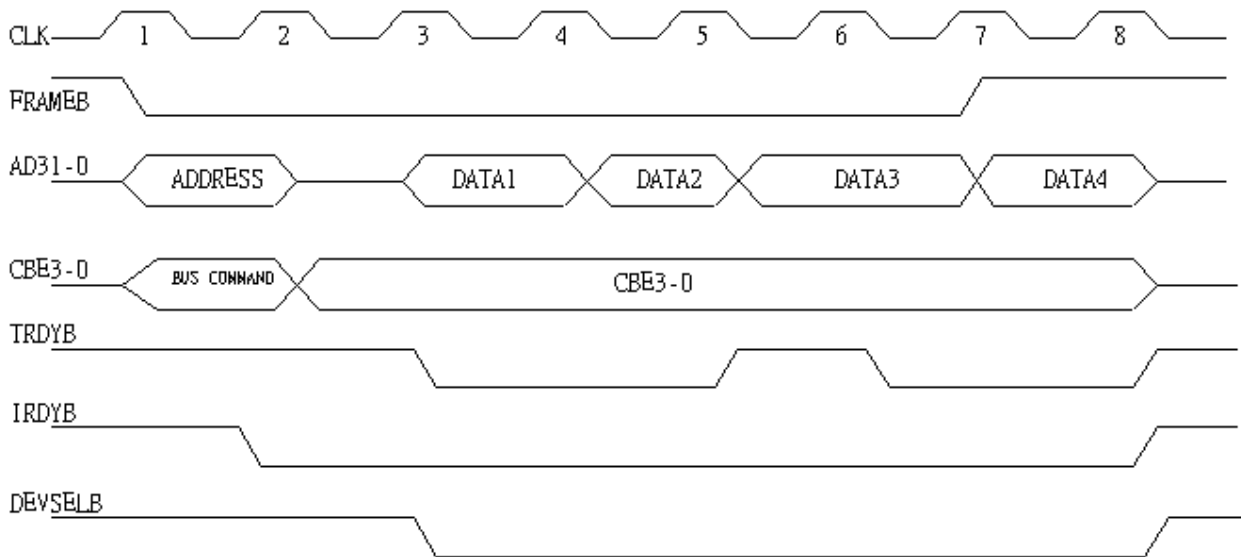 CLK 1 2 3 4 5 6 7 8
FRAMEB
AD31-0 ADDRESS DATA1 DATA2 DATA3 DATA4
CBE3-0 BUS COMMAND CBE3-0
TRDYB
IRDYB
DEVSELB